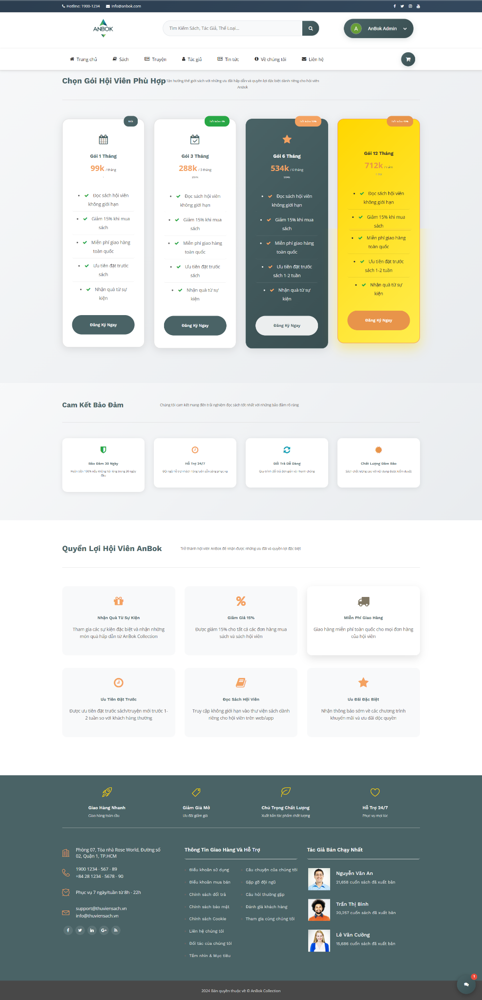 Hotline: 1900-1234
info@anbok.com
ANBOK
Tìm Kiếm Sách, Tác Giả, Thể Loại...
A
AnBok Admin
Trang chủ
Sách
Truyện
Tác giả
Tin tức
Về chúng tôi
Liên hệ
Chọn Gói Hội Viên Phù Hợp
Tận hưởng thế giới sách với những ưu đãi hấp dẫn và quyền lợi đặc biệt dành riêng cho hội viên
AnBok
Mới
Gói 1 Tháng
99k / tháng
Đọc sách hội viên
không giới hạn
Giảm 15% khi mua
sách
Miễn phí giao hàng
toàn quốc
Ưu tiên đặt trước
sách
Nhận quà từ sự
kiện
Đăng Ký Ngay
Tiết kiệm 3%
Gói 3 Tháng
288k / 3 tháng
297k
Đọc sách hội viên
không giới hạn
Giảm 15% khi mua
sách
Miễn phí giao hàng
toàn quốc
Ưu tiên đặt trước
sách
Nhận quà từ sự
kiện
Đăng Ký Ngay
Tiết kiệm 10%
Gói 6 Tháng
534k / 6 tháng
594k
Đọc sách hội viên
không giới hạn
Giảm 15% khi mua
sách
Miễn phí giao hàng
toàn quốc
Ưu tiên đặt trước
sách 1-2 tuần
Nhận quà từ sự
kiện
Đăng Ký Ngay
Tiết kiệm 40%
Gói 12 Tháng
712k / năm
1.2M
Đọc sách hội viên
không giới hạn
Giảm 15% khi mua
sách
Miễn phí giao hàng
toàn quốc
Ưu tiên đặt trước
sách 1-2 tuần
Nhận quà từ sự
kiện
Đăng Ký Ngay
Cam Kết Bảo Đảm
Chúng tôi cam kết mang đến trải nghiệm đọc sách tốt nhất với những bảo đảm rõ ràng
Bảo Đảm 30 Ngày
Hoàn tiền 100% nếu không hài lòng trong 30 ngày
đầu
Hỗ Trợ 24/7
Đội ngũ hỗ trợ khách hàng luôn sẵn sàng phục vụ
Đổi Trả Dễ Dàng
Quy trình đổi trả đơn giản và nhanh chóng
Chất Lượng Đảm Bảo
Sách chất lượng cao với nội dung được kiểm duyệt
Quyền Lợi Hội Viên AnBok
Trở thành hội viên AnBok để nhận được những ưu đãi và quyền lợi đặc biệt
Nhận Quà Từ Sự Kiện
Tham gia các sự kiện đặc biệt và nhận những
món quà hấp dẫn từ AnBok Collection
Giảm Giá 15%
Được giảm 15% cho tất cả các đơn hàng mua
sách và sách hội viên
Miễn Phí Giao Hàng
Giao hàng miễn phí toàn quốc cho mọi đơn hàng
của hội viên
Ưu Tiên Đặt Trước
Được ưu tiên đặt trước sách/truyện mới trước 1-
2 tuần so với khách hàng thường
Đọc Sách Hội Viên
Truy cập không giới hạn vào thư viện sách dành
riêng cho hội viên trên web/app
Ưu Đãi Đặc Biệt
Nhận thông báo sớm về các chương trình
khuyến mãi và ưu đãi độc quyền
Giao Hàng Nhanh
Giao hàng toàn cầu
Giảm Giá Mở
Ưu đãi giảm giá
Chú Trọng Chất Lượng
Xuất bản tác phẩm chất lượng
Hỗ Trợ 24/7
Phục vụ mọi lúc
Phòng 07, Tòa nhà Rose World, Đường số
02, Quận 1, TP.HCM
1900 1234 - 567 - 89
+84 28 1234 - 5678 - 90
Phục vụ 7 ngày/tuần từ 8h - 22h
support@thuviensach.vn
info@thuviensach.vn
Thông Tin Giao Hàng Và Hỗ Trợ
Điều khoản sử dụng
Điều khoản mua bán
Chính sách đổi trả
Chính sách bảo mật
Chính sách Cookie
Liên hệ chúng tôi
Đối tác của chúng tôi
Tầm nhìn & Mục tiêu
Câu chuyện của chúng tôi
Gặp gỡ đội ngũ
Câu hỏi thường gặp
Đánh giá khách hàng
Tham gia cùng chúng tôi
Tác Giả Bán Chạy Nhất
Nguyễn Văn An
21,658 cuốn sách đã xuất bản
Trần Thị Bình
20,257 cuốn sách đã xuất bản
Lê Văn Cường
15,686 cuốn sách đã xuất bản
1
2024 Bản quyền thuộc về © AnBok Collection